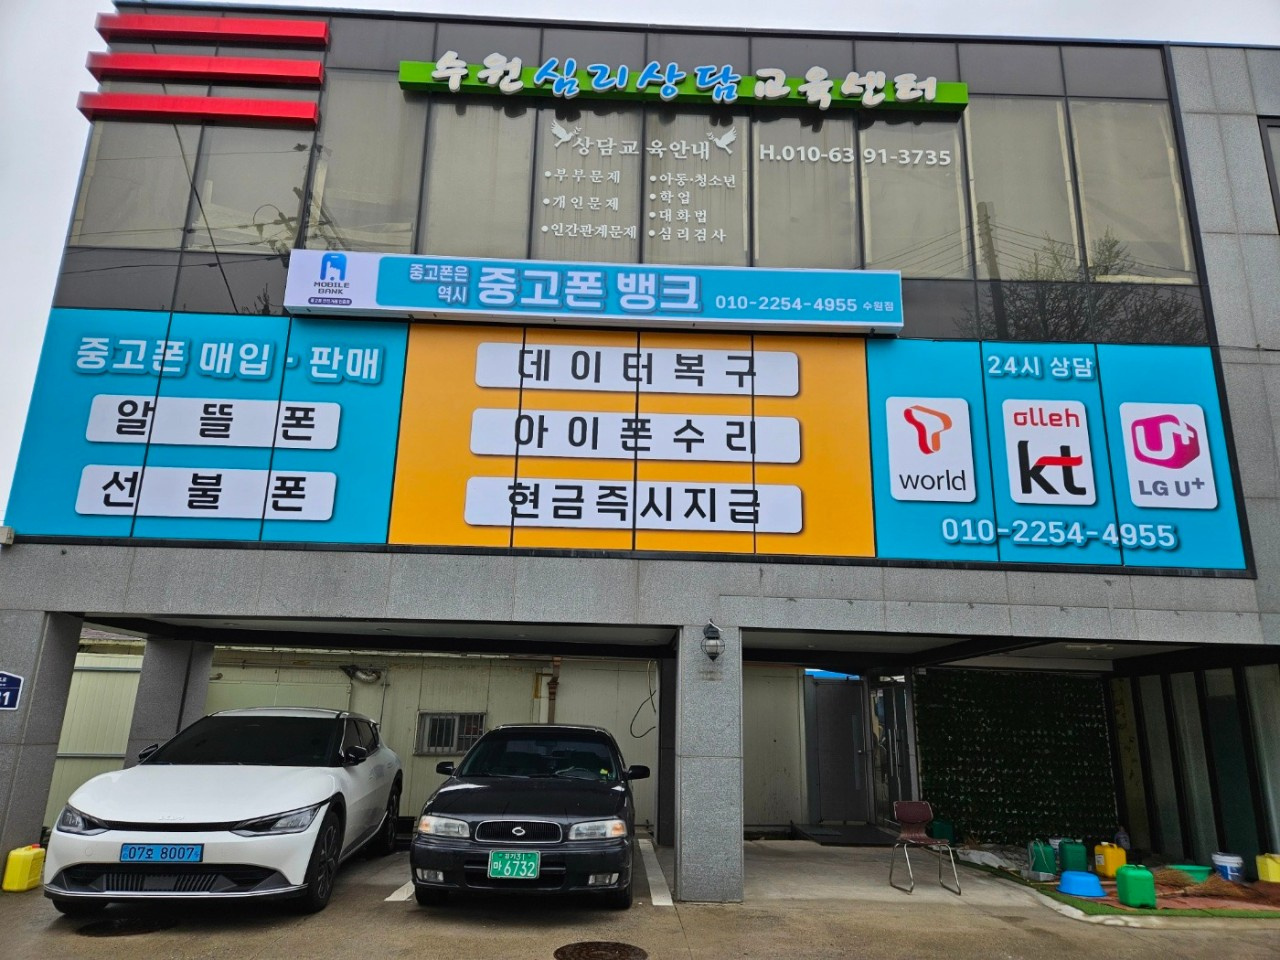 수원심리상담교육센터
상담교육안내
H.010-6391-3735
•부부문제
•개인문제
•인간관계문제
•아동·청소년
•학업
•대화법
•심리검사
MOBILE
BANK
중고폰은
역시
중고폰 뱅크
010-2254-4955 수원점
중고폰 매입·판매
알뜰폰
선불폰
데이터복구
아이폰수리
현금즉시지급
24시 상담
T world
olleh
kt
U+
LG U+
010-2254-4955
07호 8007
경기31
마 6732